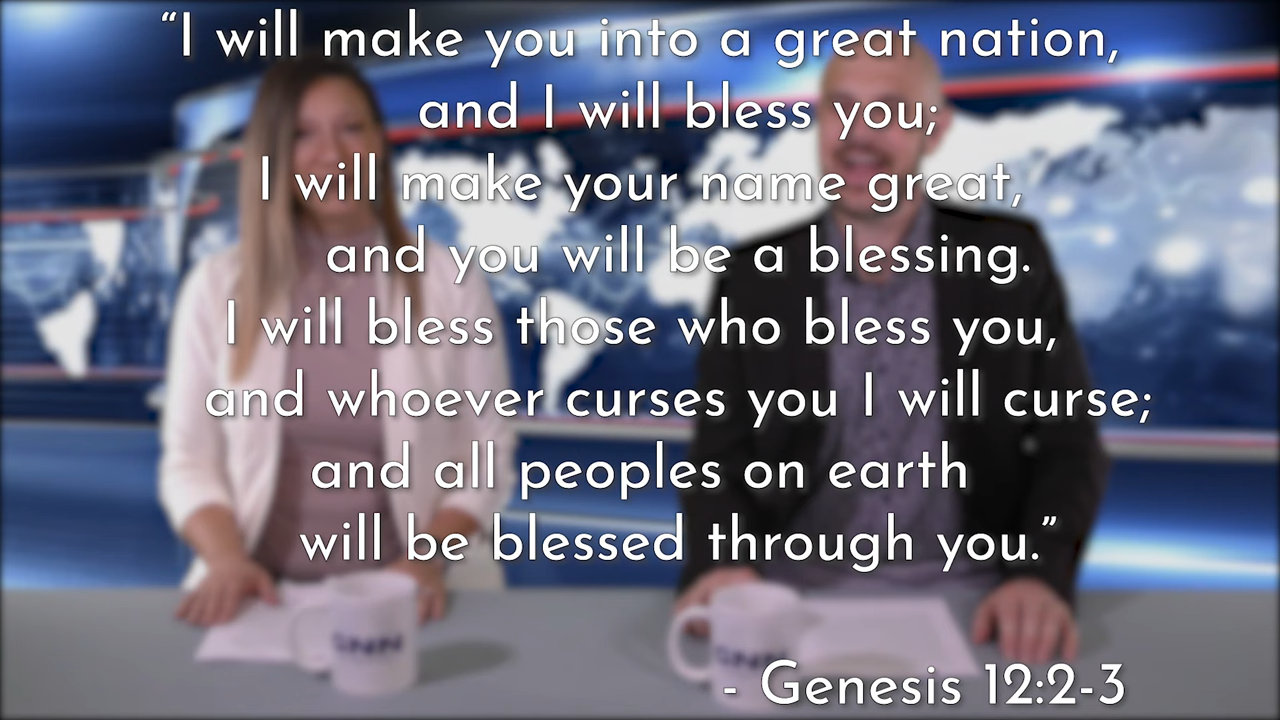 “I will make you into a great nation,
and I will bless you;
I will make your name great,
and you will be a blessing.
I will bless those who bless you,
and whoever curses you I will curse;
and all peoples on earth
will be blessed through you.”
- Genesis 12:2-3